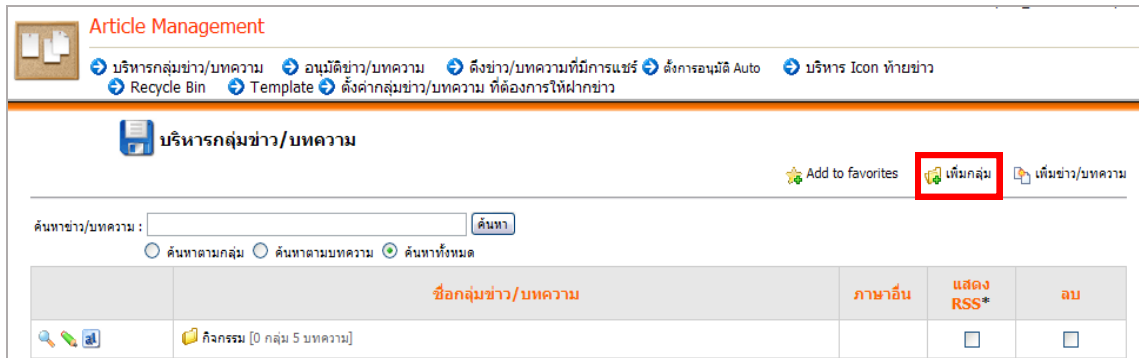 Article Management
บริหารกลุ่มข่าว/บทความ อนุมัติข่าว/บทความ ดึงข่าว/บทความที่มีการแชร์ ตั้งการอนุมัติ Auto บริหาร Icon ท้ายข่าว
Recycle Bin Template ตั้งค่ากลุ่มข่าว/บทความ ที่ต้องการให้ฝากข่าว
บริหารกลุ่มข่าว/บทความ
Add to favorites เพิ่มกลุ่ม เพิ่มข่าว/บทความ
ค้นหาข่าว/บทความ : ค้นหา
ค้นหาตามกลุ่ม ค้นหาตามบทความ ค้นหาทั้งหมด
ชื่อกลุ่มข่าว/บทความ ภาษาอื่น แสดง RSS* ลบ
กิจกรรม [0 กลุ่ม 5 บทความ]